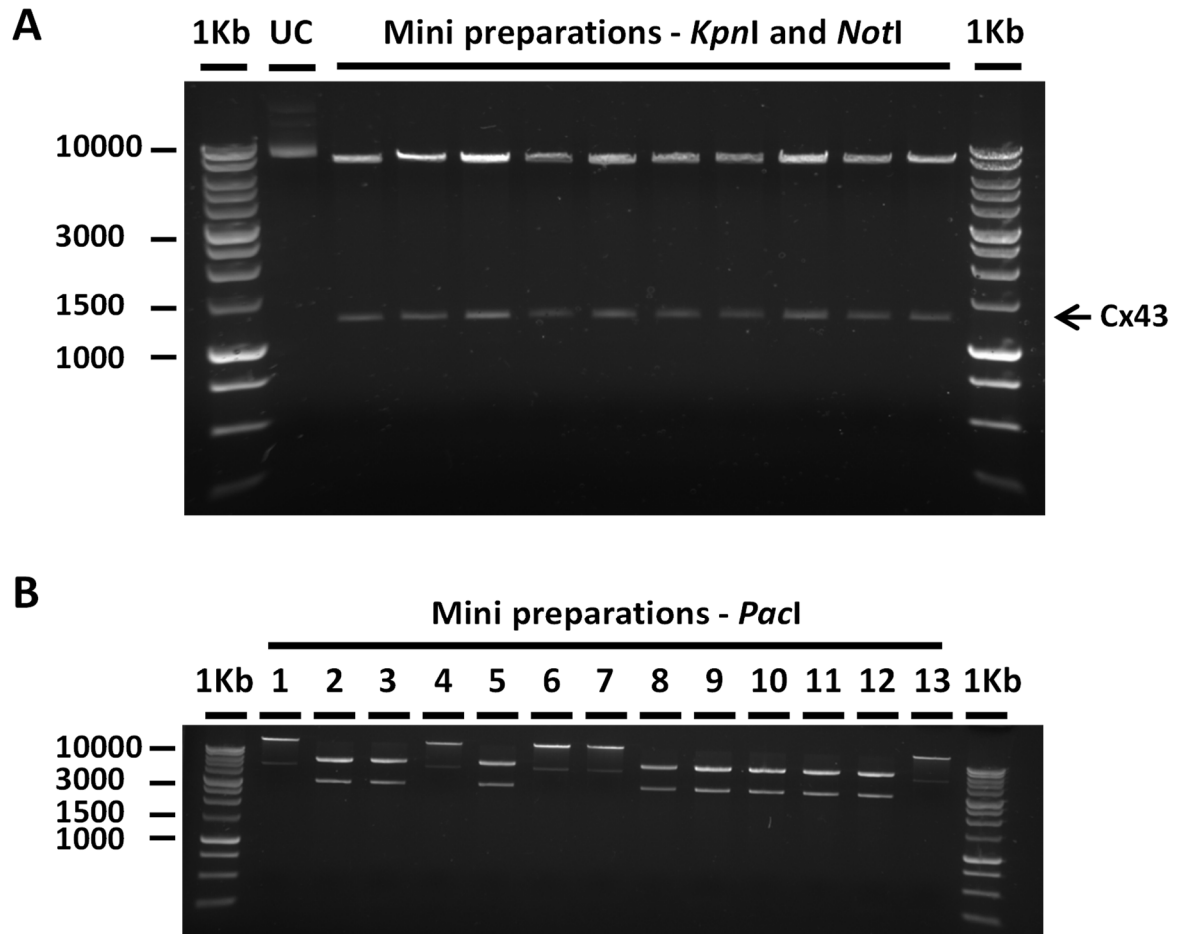 A
1Kb UC Mini preparations - KpnI and NotI 1Kb
10000
3000
1500
1000
Cx43
B
Mini preparations - PacI
1Kb 1 2 3 4 5 6 7 8 9 10 11 12 13 1Kb
10000
3000
1500
1000